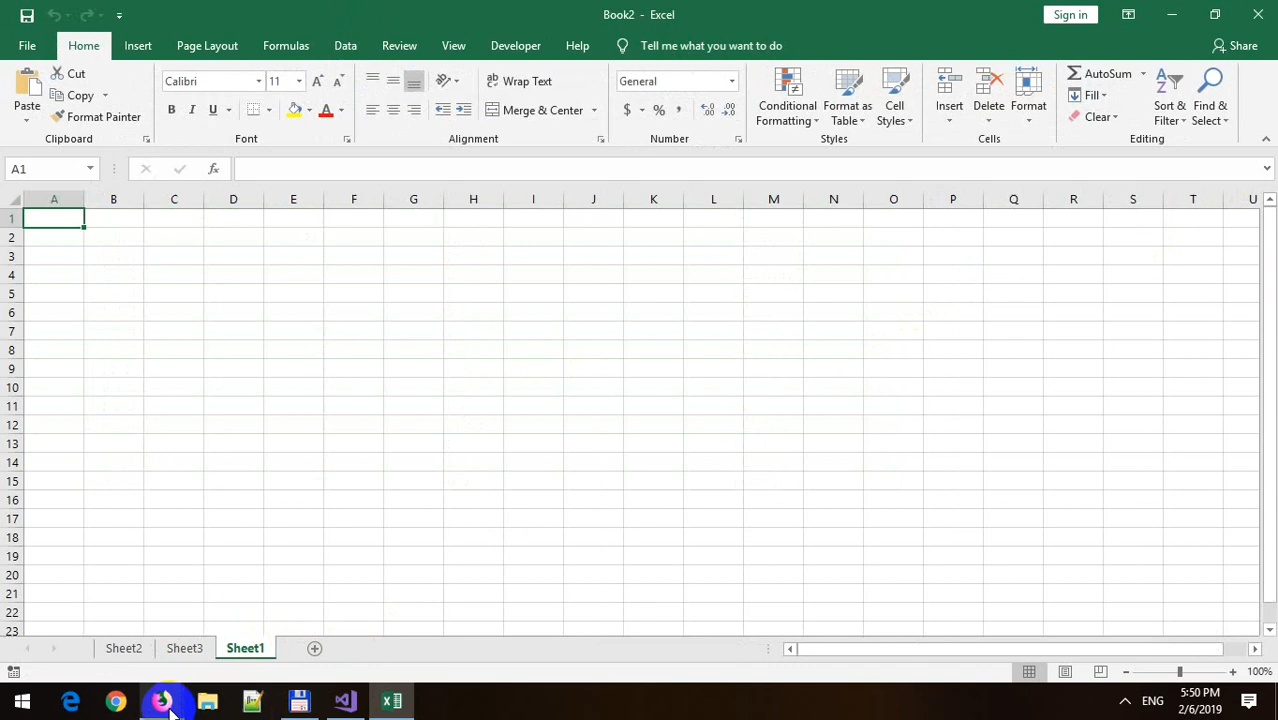 Book2 - Excel
Sign in
File Home Insert Page Layout Formulas Data Review View Developer Help Tell me what you want to do Share
Paste
Cut
Copy
Format Painter
Clipboard
Calibri 11
B I U
Font
Wrap Text
Merge & Center
Alignment
General
$ %
Number
Conditional Formatting
Format as Table
Cell Styles
Styles
Insert Delete Format
Cells
AutoSum
Fill
Clear
Sort & Filter
Find & Select
Editing
A1
fx
A B C D E F G H I J K L M N O P Q R S T U
1
2
3
4
5
6
7
8
9
10
11
12
13
14
15
16
17
18
19
20
21
22
23
Sheet2 Sheet3 Sheet1
100%
ENG
5:50 PM
2/6/2019